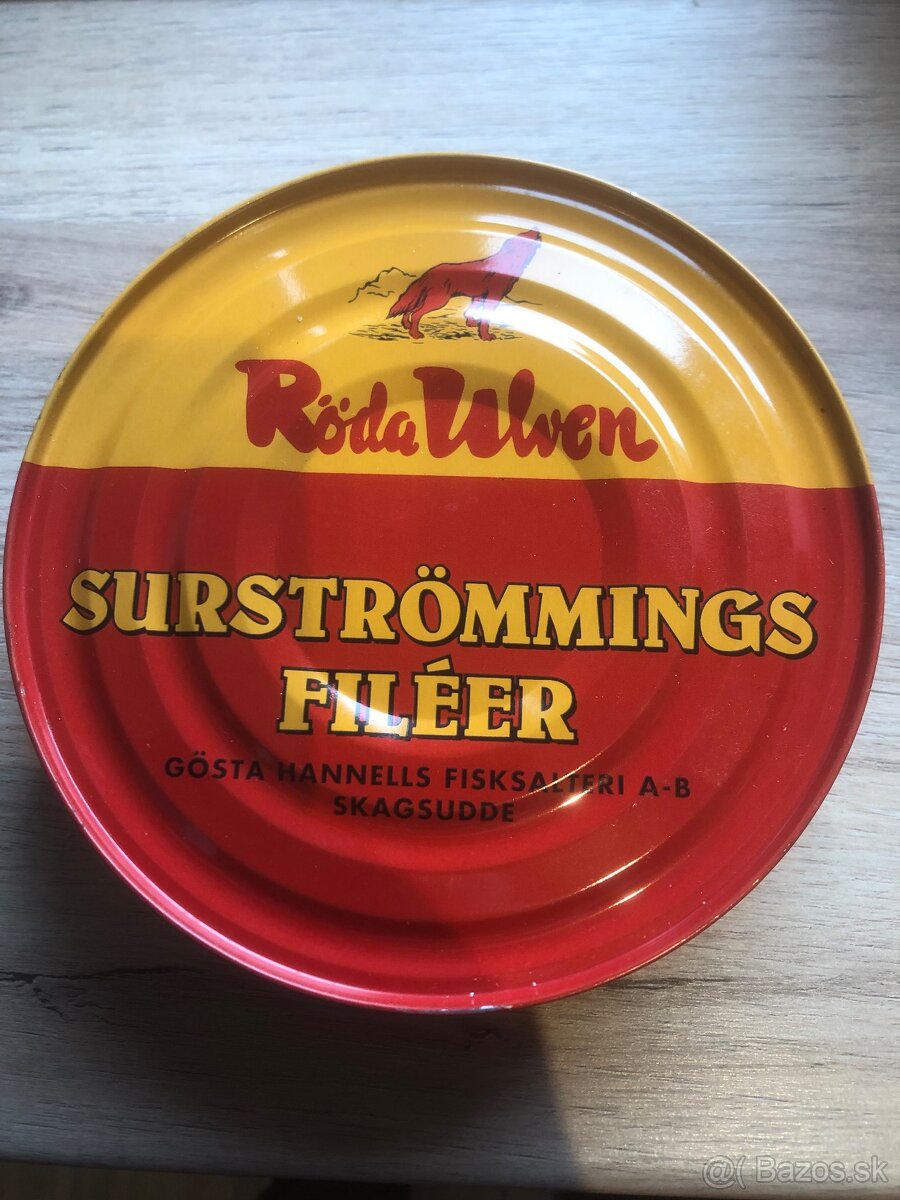 Röda Ulven
SURSTRÖMMINGS
FILÉER
GÖSTA HANNELLS FISKSALTERI A-B
SKAGSUDDE
@( Bazos.sk